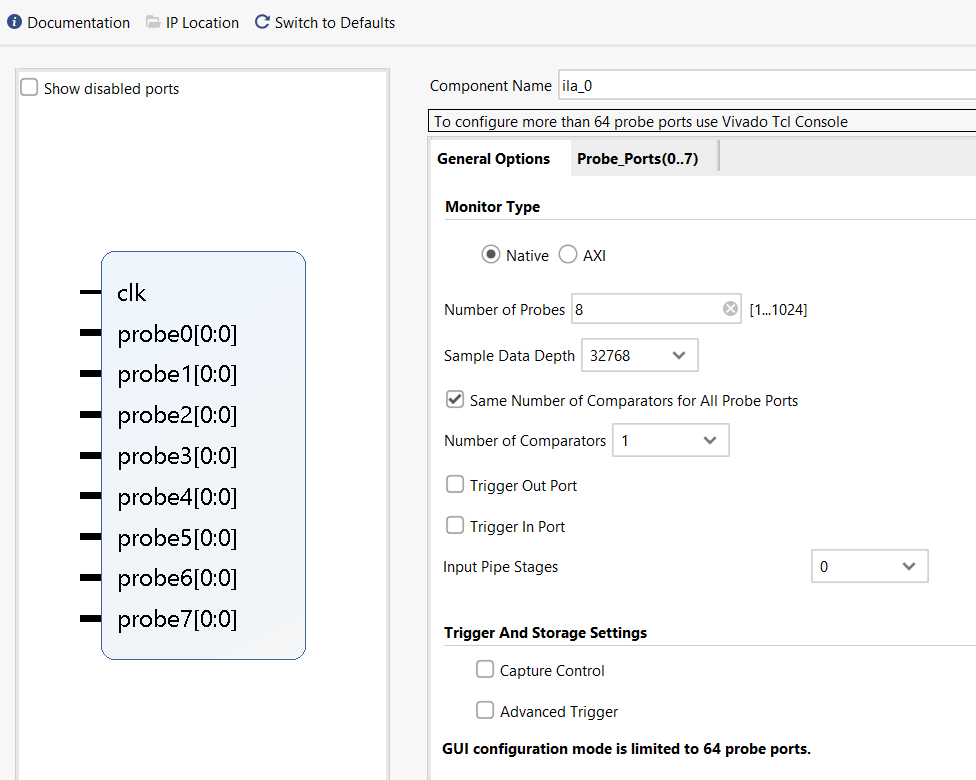 Documentation IP Location Switch to Defaults
Show disabled ports
clk
probe0[0:0]
probe1[0:0]
probe2[0:0]
probe3[0:0]
probe4[0:0]
probe5[0:0]
probe6[0:0]
probe7[0:0]
Component Name ila_0
To configure more than 64 probe ports use Vivado Tcl Console
General Options Probe_Ports(0..7)
Monitor Type
Native AXI
Number of Probes 8 [1...1024]
Sample Data Depth 32768
Same Number of Comparators for All Probe Ports
Number of Comparators 1
Trigger Out Port
Trigger In Port
Input Pipe Stages 0
Trigger And Storage Settings
Capture Control
Advanced Trigger
GUI configuration mode is limited to 64 probe ports.